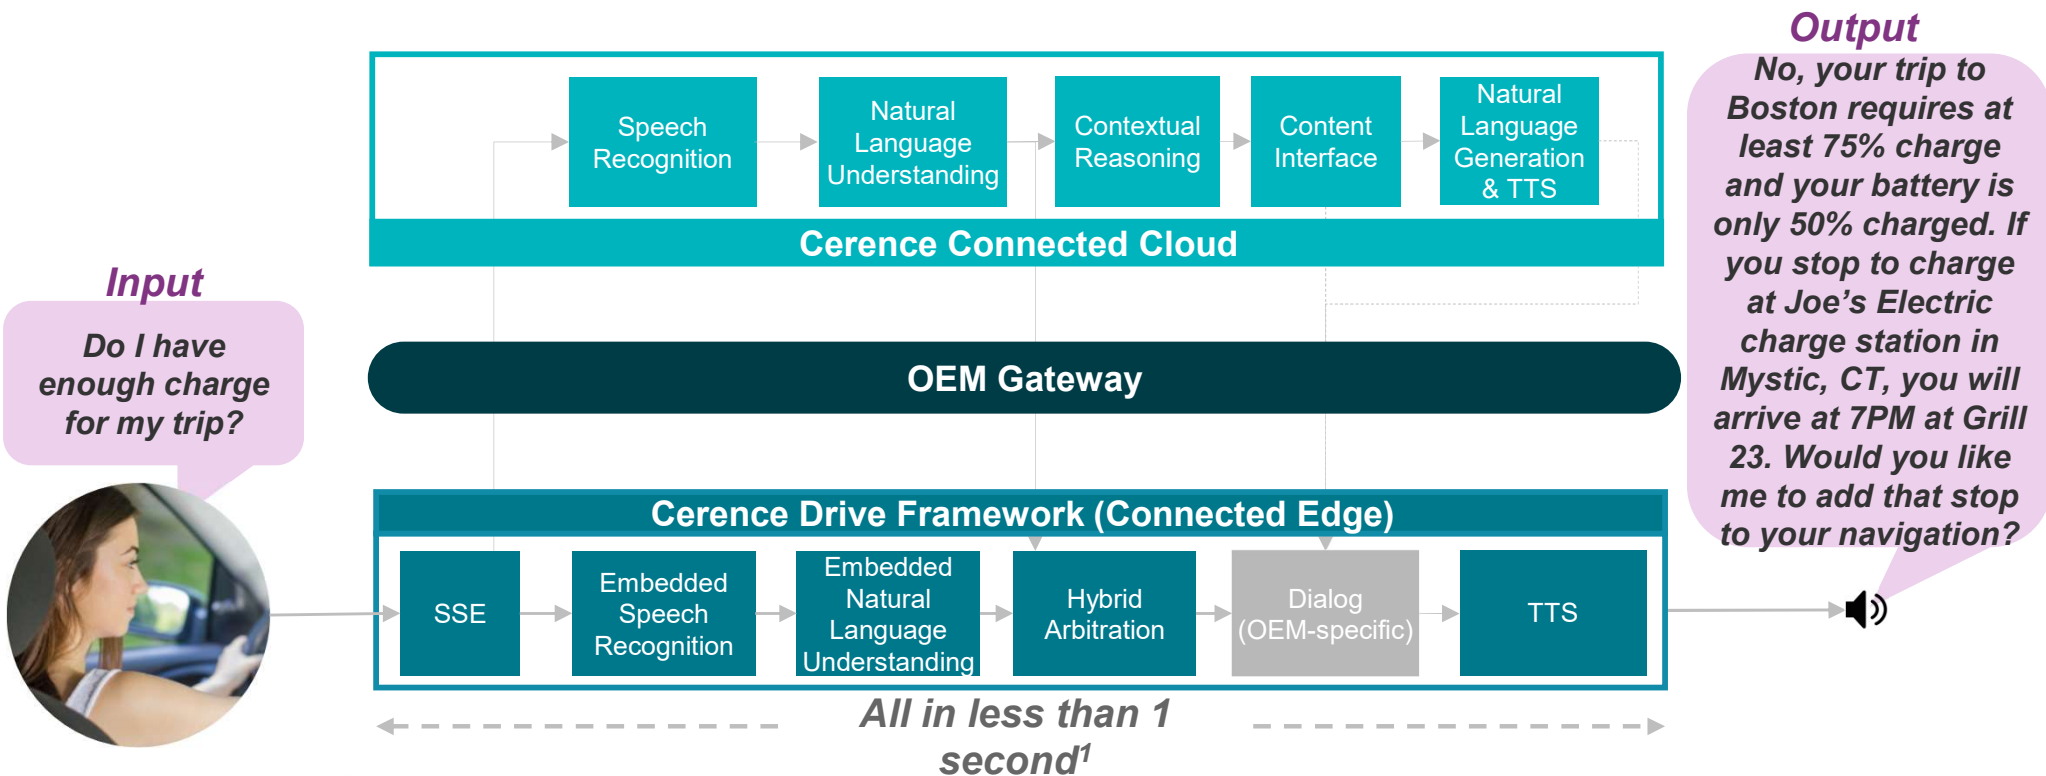 Input
Do I have
enough charge
for my trip?
Speech
Recognition
Natural
Language
Understanding
Contextual
Reasoning
Content
Interface
Natural
Language
Generation
& TTS
Cerence Connected Cloud
OEM Gateway
Cerence Drive Framework (Connected Edge)
SSE
Embedded
Speech
Recognition
Embedded
Natural
Language
Understanding
Hybrid
Arbitration
Dialog
(OEM-specific)
TTS
All in less than 1
second¹
Output
No, your trip to
Boston requires at
least 75% charge
and your battery is
only 50% charged. If
you stop to charge
at Joe’s Electric
charge station in
Mystic, CT, you will
arrive at 7PM at Grill
23. Would you like
me to add that stop
to your navigation?